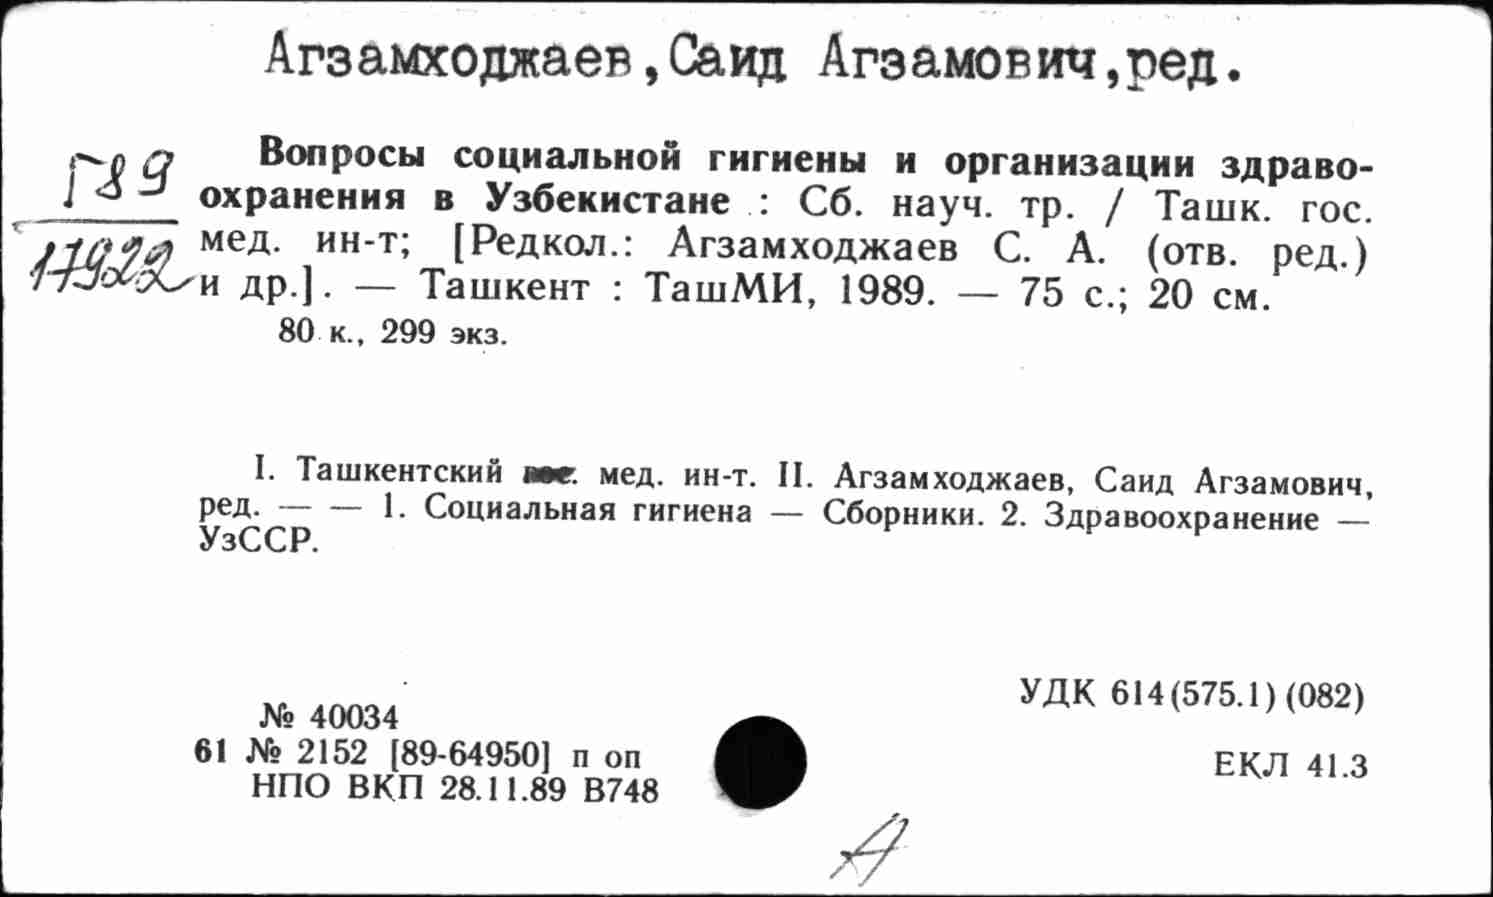 Агзамходжаев,Саид Агзамович,ред.
Г89
17922
Вопросы социальной гигиены и организации здраво-
охранения в Узбекистане : Сб. науч. тр. / Ташк. гос.
мед. ин-т; [Редкол.: Агзамходжаев С. А. (отв. ред.)
и др.]. — Ташкент : ТашМИ, 1989. — 75 с.; 20 см.
80 к., 299 экз.
I. Ташкентский мед. ин-т. II. Агзамходжаев, Саид Агзамович,
ред. — — 1. Социальная гигиена — Сборники. 2. Здравоохранение —
УзССР.
УДК 614(575.1)(082)
№ 40034
61 № 2152 [89-64950] п оп
НПО ВКП 28.11.89 В748
ЕКЛ 41.3
А